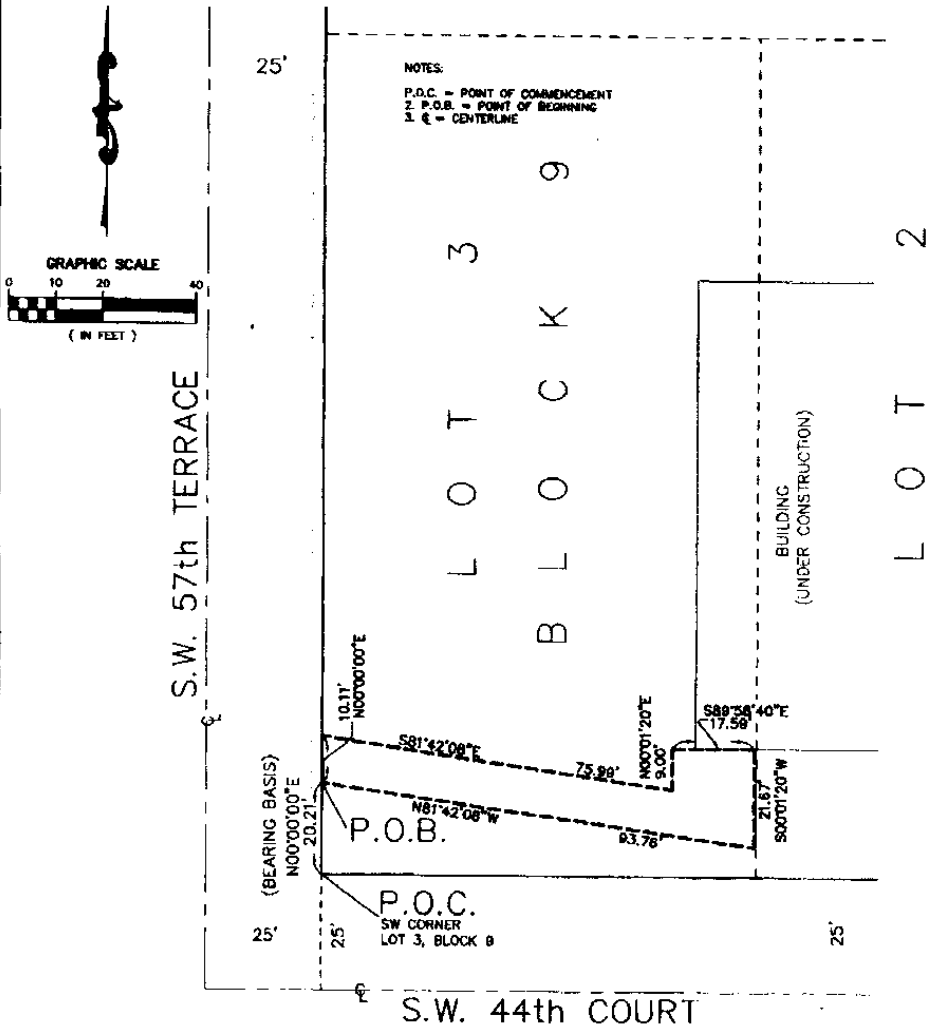 25'
NOTES:
P.O.C. = POINT OF COMMENCEMENT
2. P.O.B. = POINT OF BEGINNING
3. ℄ = CENTERLINE
GRAPHIC SCALE
0 10 20 40
( IN FEET )
S.W. 57th TERRACE
LOT 3
BLOCK 9
LOT 2
BUILDING
(UNDER CONSTRUCTION)
℄
10.11'
N00°00'00"E
S81°42'08"E
75.99'
N00°01'20"E
9.00'
S89°58'40"E
17.59'
21.67'
S00°01'20"W
(BEARING BASIS)
N00°00'00"E
20.21'
N81°42'08"W
93.76'
P.O.B.
P.O.C.
SW CORNER
LOT 3, BLOCK 9
25'
25'
25'
℄
S.W. 44th COURT